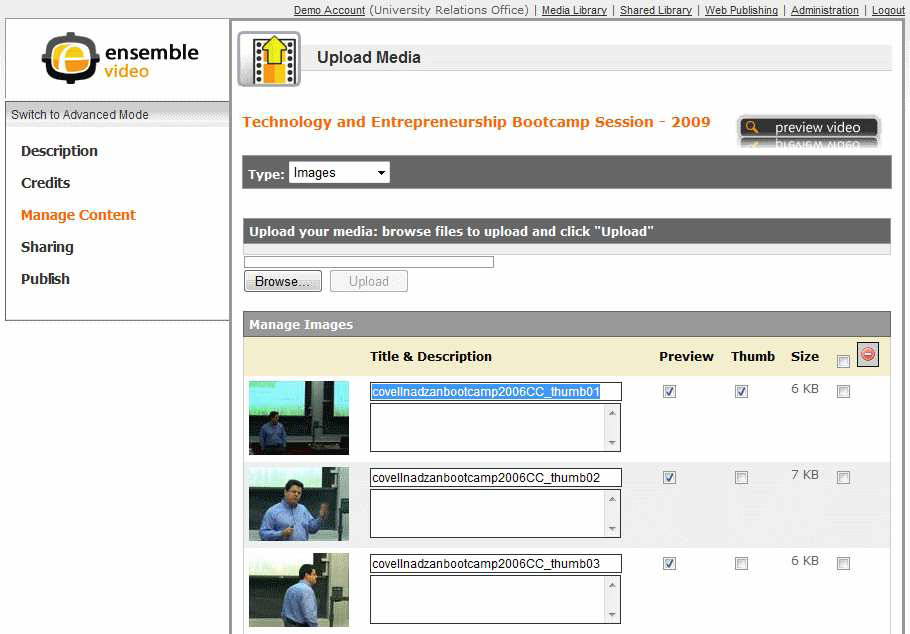 Demo Account (University Relations Office) | Media Library | Shared Library | Web Publishing | Administration | Logout
ensemble
video
Upload Media
Switch to Advanced Mode
Description
Credits
Manage Content
Sharing
Publish
Technology and Entrepreneurship Bootcamp Session - 2009
preview video
Type: Images
Upload your media: browse files to upload and click "Upload"
Browse... Upload
Manage Images
Title & Description Preview Thumb Size
covellnadzanbootcamp2006CC_thumb01 6 KB
covellnadzanbootcamp2006CC_thumb02 7 KB
covellnadzanbootcamp2006CC_thumb03 6 KB